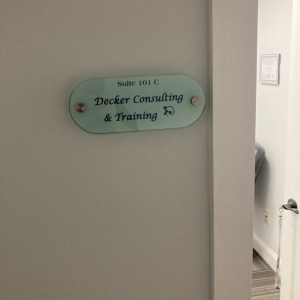 Suite 101 C
Decker Consulting
& Training